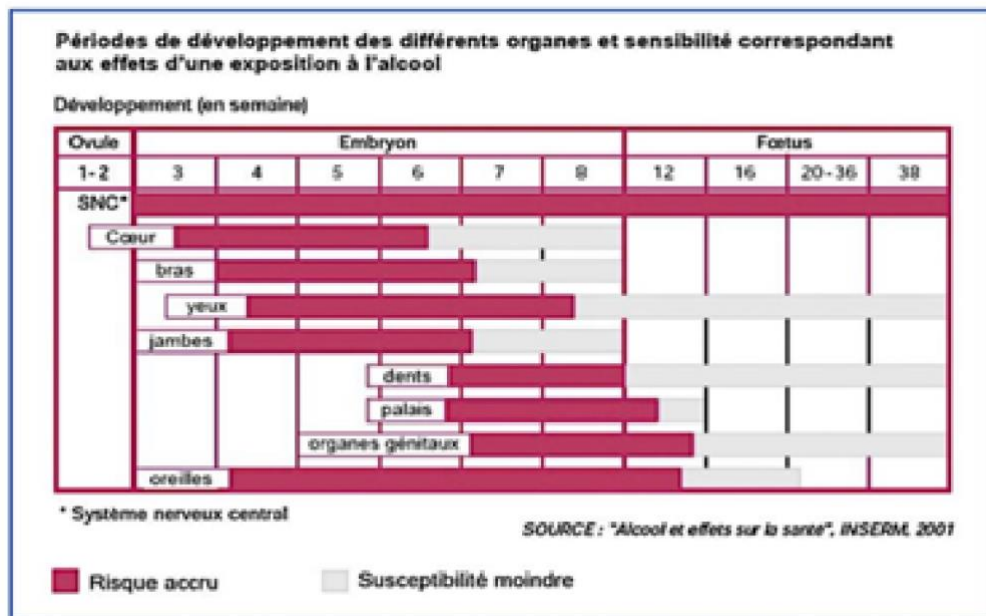 Périodes de développement des différents organes et sensibilité correspondant
aux effets d'une exposition à l'alcool
Développement (en semaine)
Ovule Embryon Fœtus
1-2 3 4 5 6 7 8 12 16 20-36 38
SNC*
Cœur
bras
yeux
jambes
dents
palais
organes génitaux
oreilles
* Système nerveux central
SOURCE : "Alcool et effets sur la sante", INSERM, 2001
Risque accru Susceptibilité moindre